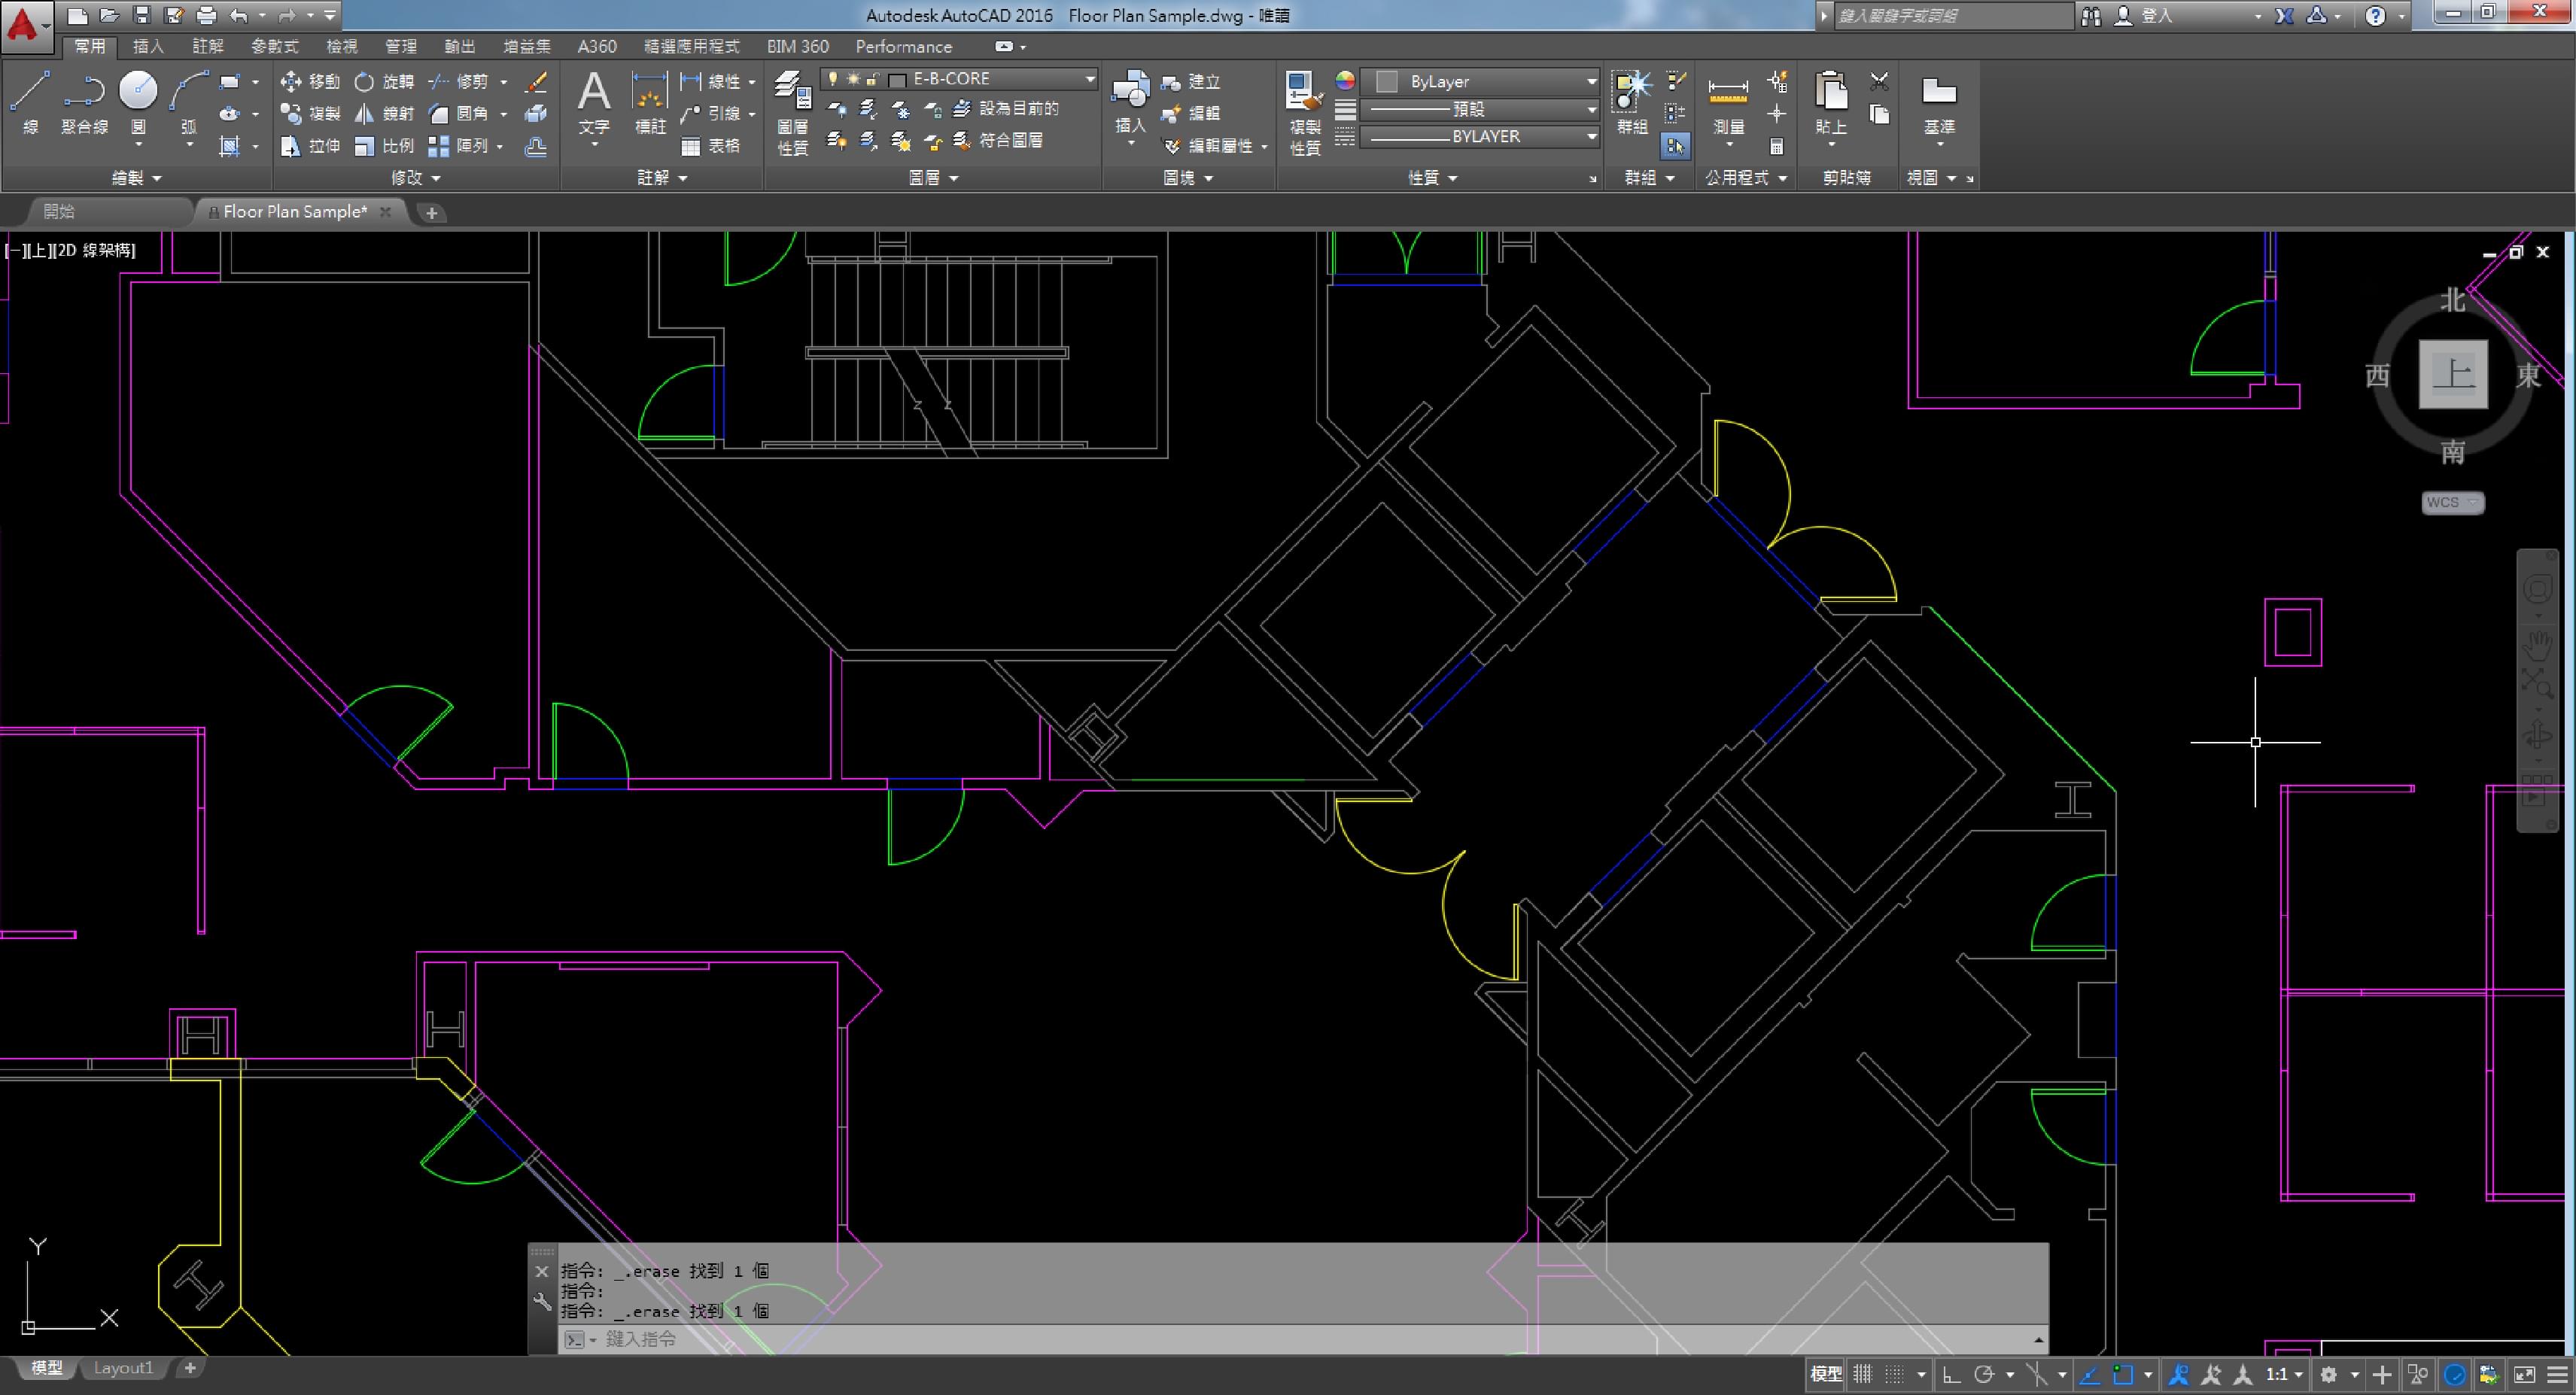 Autodesk AutoCAD 2016 Floor Plan Sample.dwg - 唯讀
鍵入關鍵字或詞組
登入
常用 插入 註解 參數式 檢視 管理 輸出 增益集 A360 精選應用程式 BIM 360 Performance
線 聚合線 圓 弧
移動 旋轉 修剪
複製 鏡射 圓角
拉伸 比例 陣列
A
文字 標註
線性
引線
表格
圖層
性質
E-B-CORE
設為目前的
符合圖層
插入
建立
編輯
編輯屬性
複製
性質
ByLayer
預設
BYLAYER
群組
測量
貼上
基準
繪製 修改 註解 圖層 圖塊 性質 群組 公用程式 剪貼簿 視圖
開始 Floor Plan Sample*
[-][上][2D 線架構]
北
西 上 東
南
WCS
Y
X
指令: _.erase 找到 1 個
指令:
指令: _.erase 找到 1 個
鍵入指令
模型 Layout1
模型 1:1